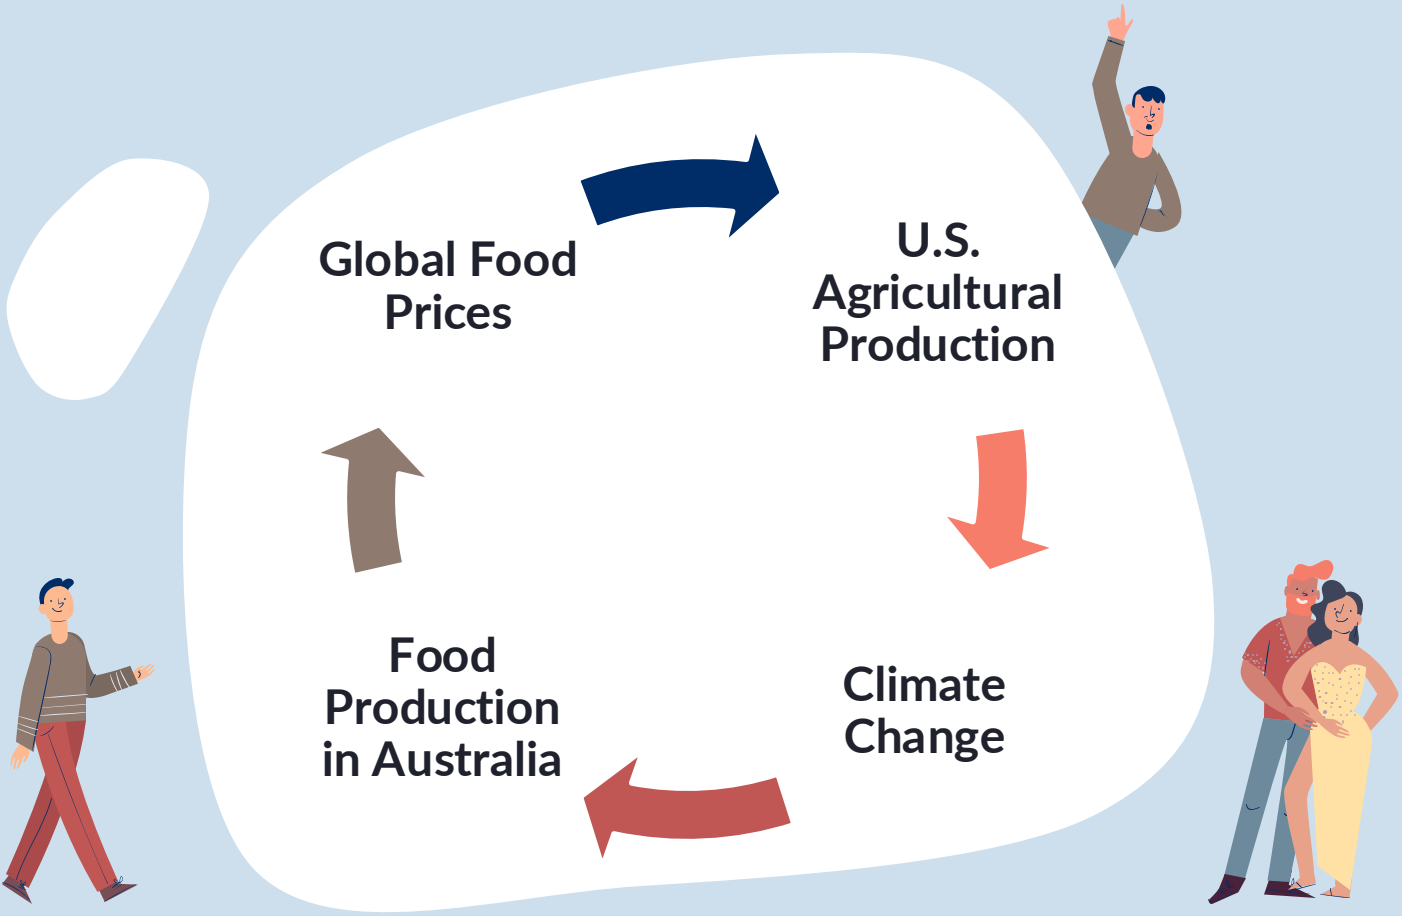 Global Food
Prices
U.S.
Agricultural
Production
Climate
Change
Food
Production
in Australia